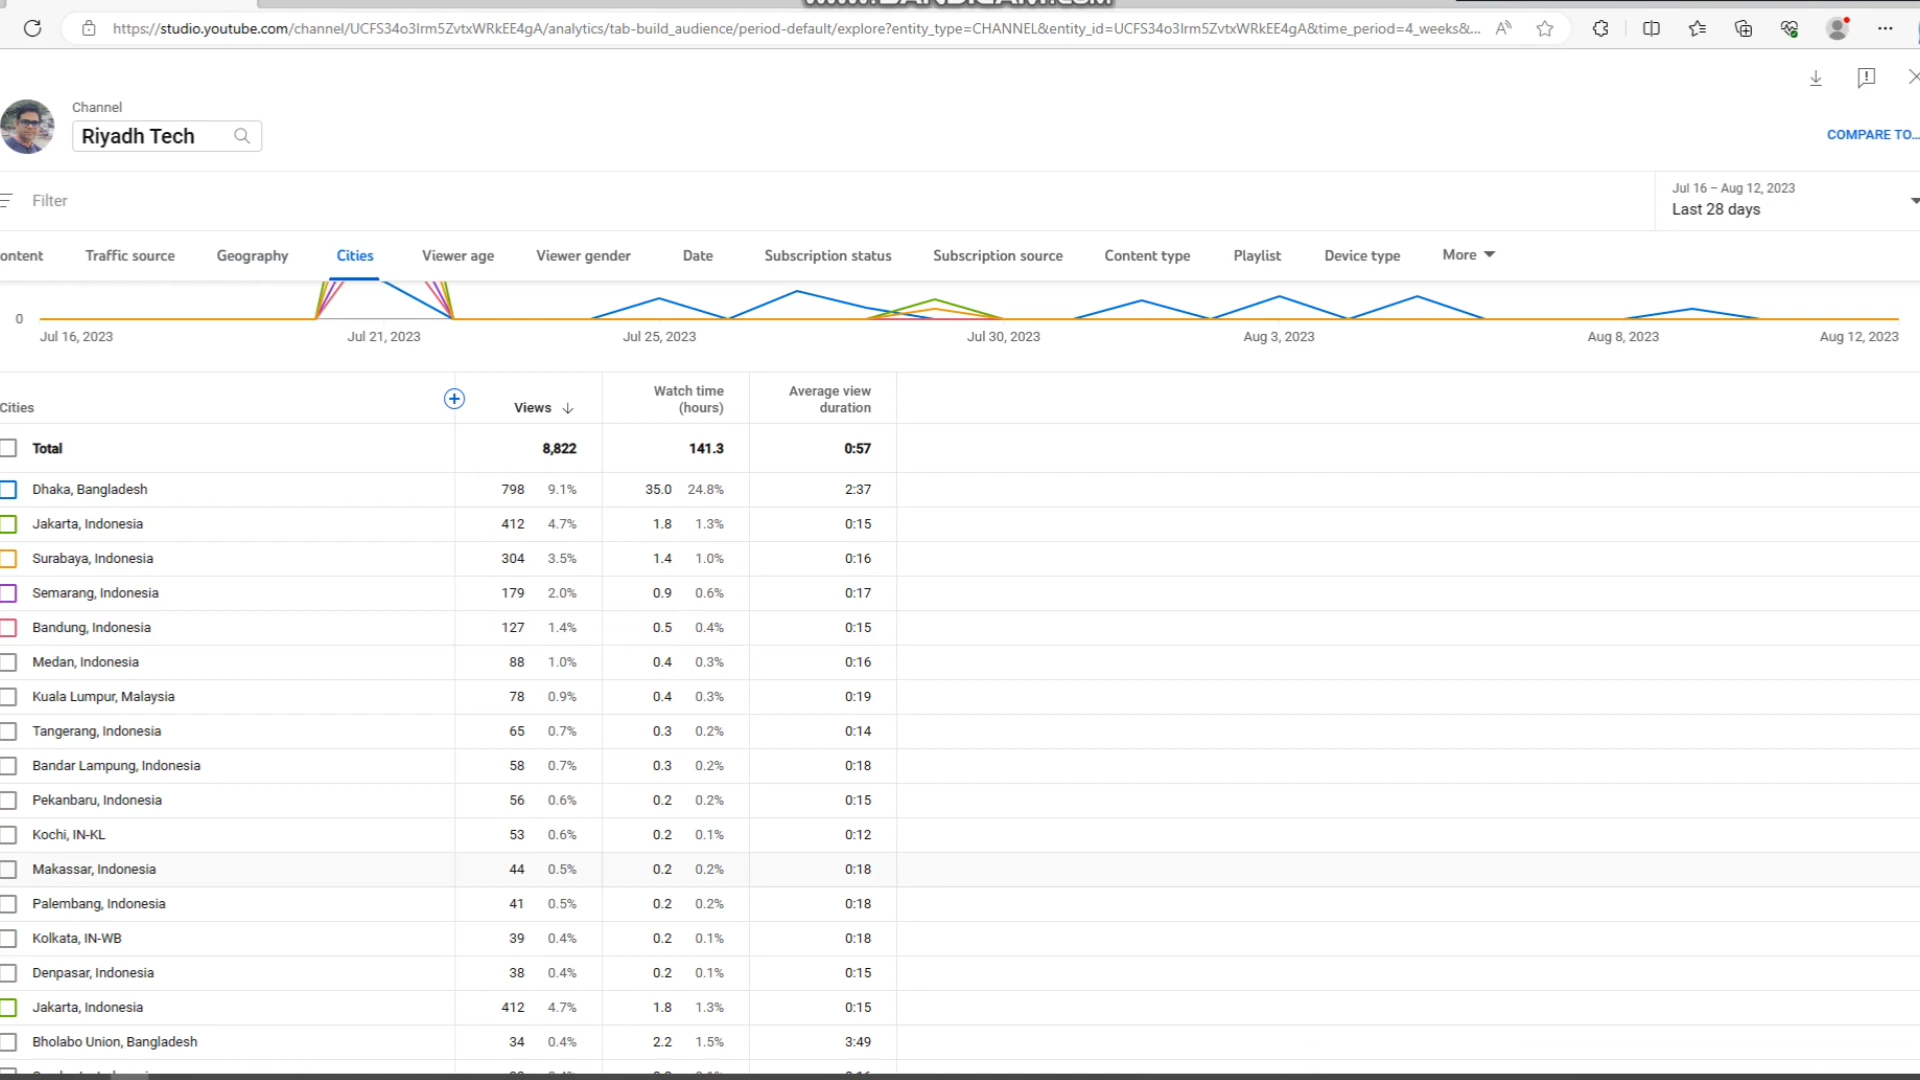 www.BANDICAM.com
https://studio.youtube.com/channel/UCFS34o3Irm5ZvtxWRkEE4gA/analytics/tab-build_audience/period-default/explore?entity_type=CHANNEL&entity_id=UCFS34o3Irm5ZvtxWRkEE4gA&time_period=4_weeks&...
Channel
Riyadh Tech
COMPARE TO...
Filter
Jul 16 – Aug 12, 2023
Last 28 days
ontent Traffic source Geography Cities Viewer age Viewer gender Date Subscription status Subscription source Content type Playlist Device type More
0
Jul 16, 2023 Jul 21, 2023 Jul 25, 2023 Jul 30, 2023 Aug 3, 2023 Aug 8, 2023 Aug 12, 2023
Cities Views Watch time (hours) Average view duration
Total 8,822 141.3 0:57
Dhaka, Bangladesh 798 9.1% 35.0 24.8% 2:37
Jakarta, Indonesia 412 4.7% 1.8 1.3% 0:15
Surabaya, Indonesia 304 3.5% 1.4 1.0% 0:16
Semarang, Indonesia 179 2.0% 0.9 0.6% 0:17
Bandung, Indonesia 127 1.4% 0.5 0.4% 0:15
Medan, Indonesia 88 1.0% 0.4 0.3% 0:16
Kuala Lumpur, Malaysia 78 0.9% 0.4 0.3% 0:19
Tangerang, Indonesia 65 0.7% 0.3 0.2% 0:14
Bandar Lampung, Indonesia 58 0.7% 0.3 0.2% 0:18
Pekanbaru, Indonesia 56 0.6% 0.2 0.2% 0:15
Kochi, IN-KL 53 0.6% 0.2 0.1% 0:12
Makassar, Indonesia 44 0.5% 0.2 0.2% 0:18
Palembang, Indonesia 41 0.5% 0.2 0.2% 0:18
Kolkata, IN-WB 39 0.4% 0.2 0.1% 0:18
Denpasar, Indonesia 38 0.4% 0.2 0.1% 0:15
Jakarta, Indonesia 412 4.7% 1.8 1.3% 0:15
Bholabo Union, Bangladesh 34 0.4% 2.2 1.5% 3:49